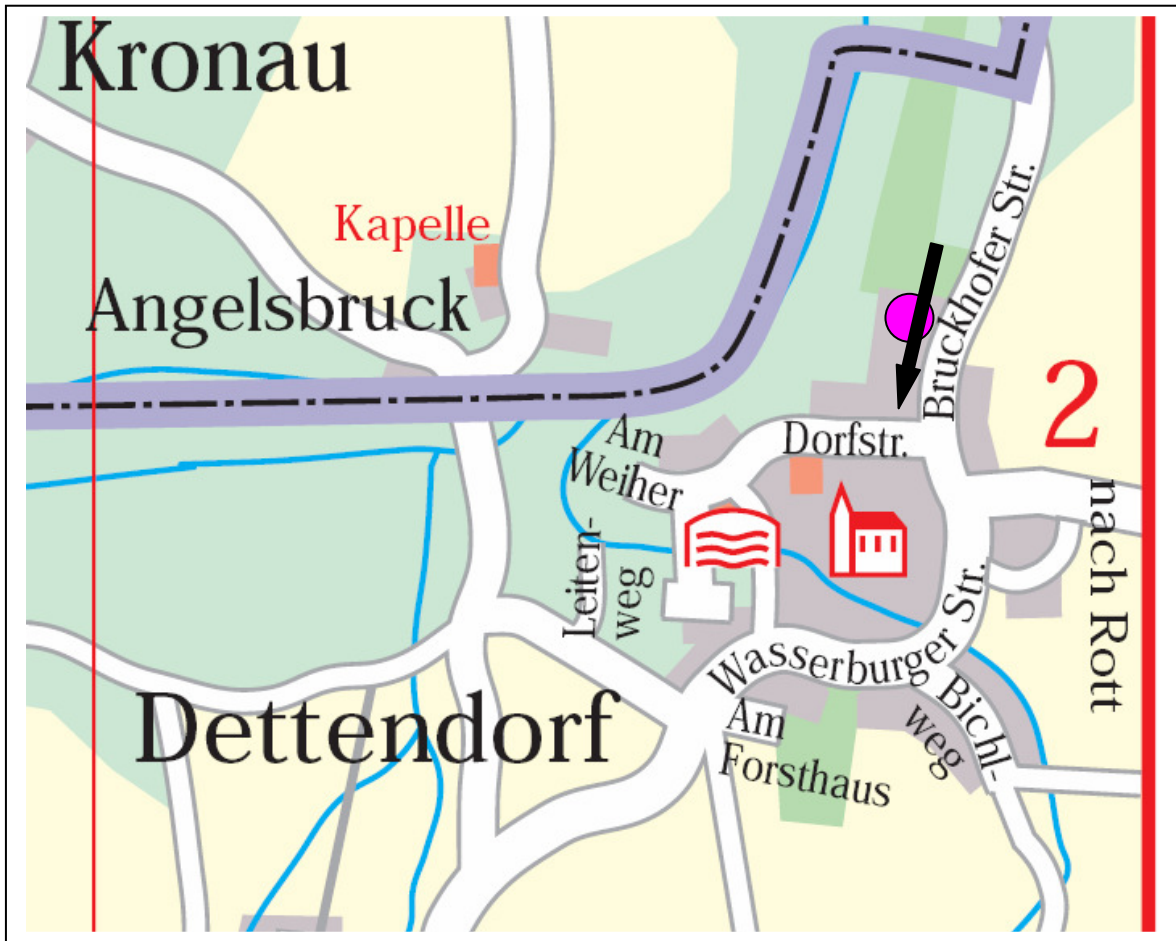 Kronau
Kapelle
Angelsbruck
Bruckhofer Str.
2
Am
Weiher
Dorfstr.
nach Rott
Leiten-
weg
Wasserburger Str.
Dettendorf
Am
Forsthaus
Bichl-
weg